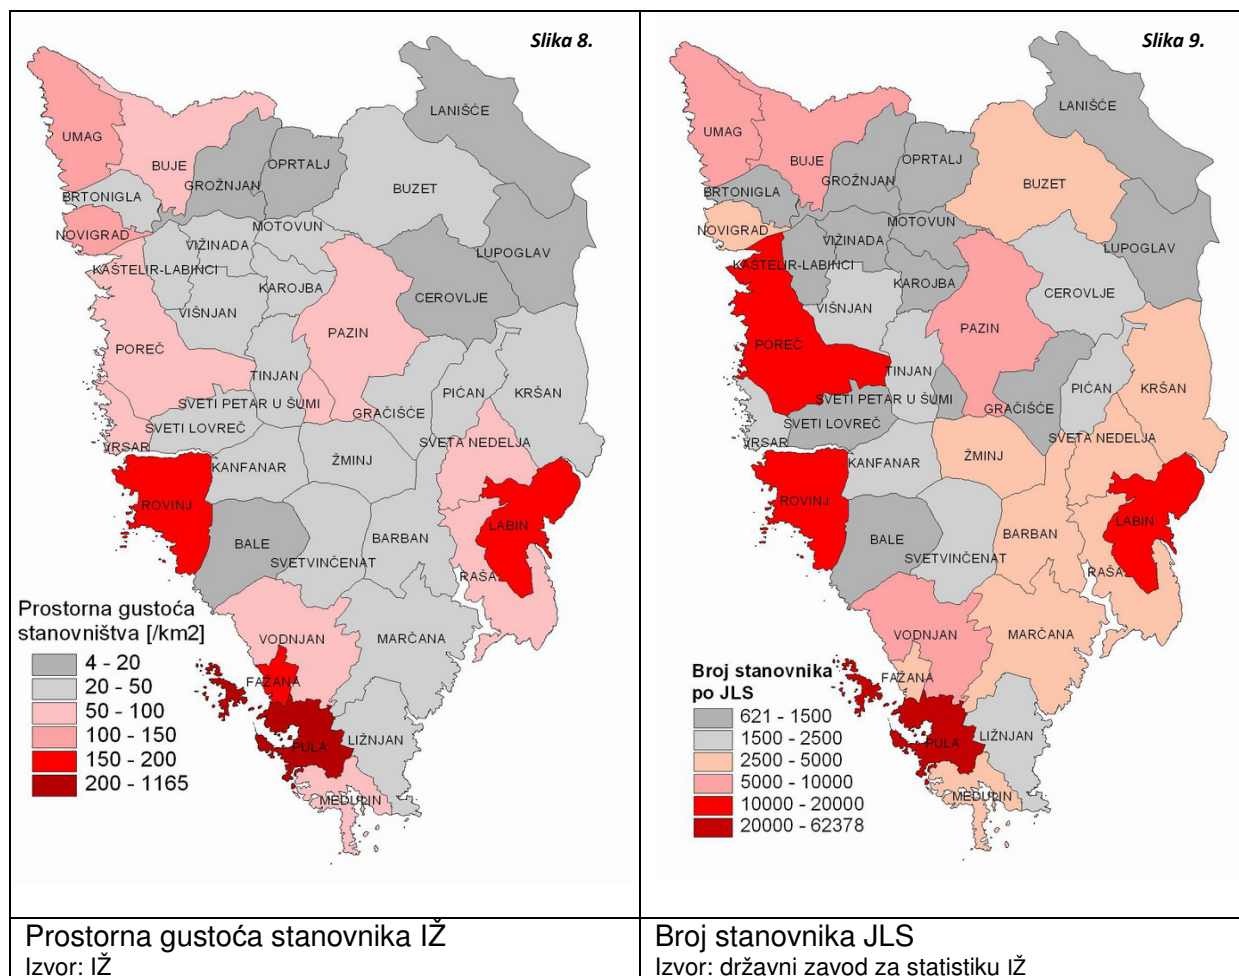 Slika 8.
LANIŠĆE
UMAG
BUJE
OPRTALJ
GROŽNJAN
BUZET
BRTONIGLA
NOVIGRAD
MOTOVUN
VIŽINADA
LUPOGLAV
KAŠTELIR-LABINCI
KAROJBA
CEROVLJE
VIŠNJAN
PAZIN
POREČ
TINJAN
PIĆAN
KRŠAN
SVETI PETAR U ŠUMI
GRAČIŠĆE
SVETI LOVREČ
SVETA NEDELJA
VRSAR
ŽMINJ
KANFANAR
ROVINJ
LABIN
BALE
BARBAN
SVETVINČENAT
RAŠA
VODNJAN
MARČANA
FAŽANA
PULA
LIŽNJAN
MEDULIN
Prostorna gustoća
stanovništva [/km2]
4 - 20
20 - 50
50 - 100
100 - 150
150 - 200
200 - 1165
Prostorna gustoća stanovnika IŽ
Izvor: IŽ
Slika 9.
LANIŠĆE
UMAG
BUJE
OPRTALJ
GROŽNJAN
BUZET
BRTONIGLA
NOVIGRAD
MOTOVUN
VIŽINADA
LUPOGLAV
KAŠTELIR-LABINCI
KAROJBA
CEROVLJE
VIŠNJAN
PAZIN
POREČ
TINJAN
PIĆAN
KRŠAN
SVETI PETAR U ŠUMI
GRAČIŠĆE
SVETI LOVREČ
SVETA NEDELJA
VRSAR
ŽMINJ
KANFANAR
ROVINJ
LABIN
BALE
BARBAN
SVETVINČENAT
RAŠA
VODNJAN
MARČANA
FAŽANA
PULA
LIŽNJAN
MEDULIN
Broj stanovnika
po JLS
621 - 1500
1500 - 2500
2500 - 5000
5000 - 10000
10000 - 20000
20000 - 62378
Broj stanovnika JLS
Izvor: državni zavod za statistiku IŽ